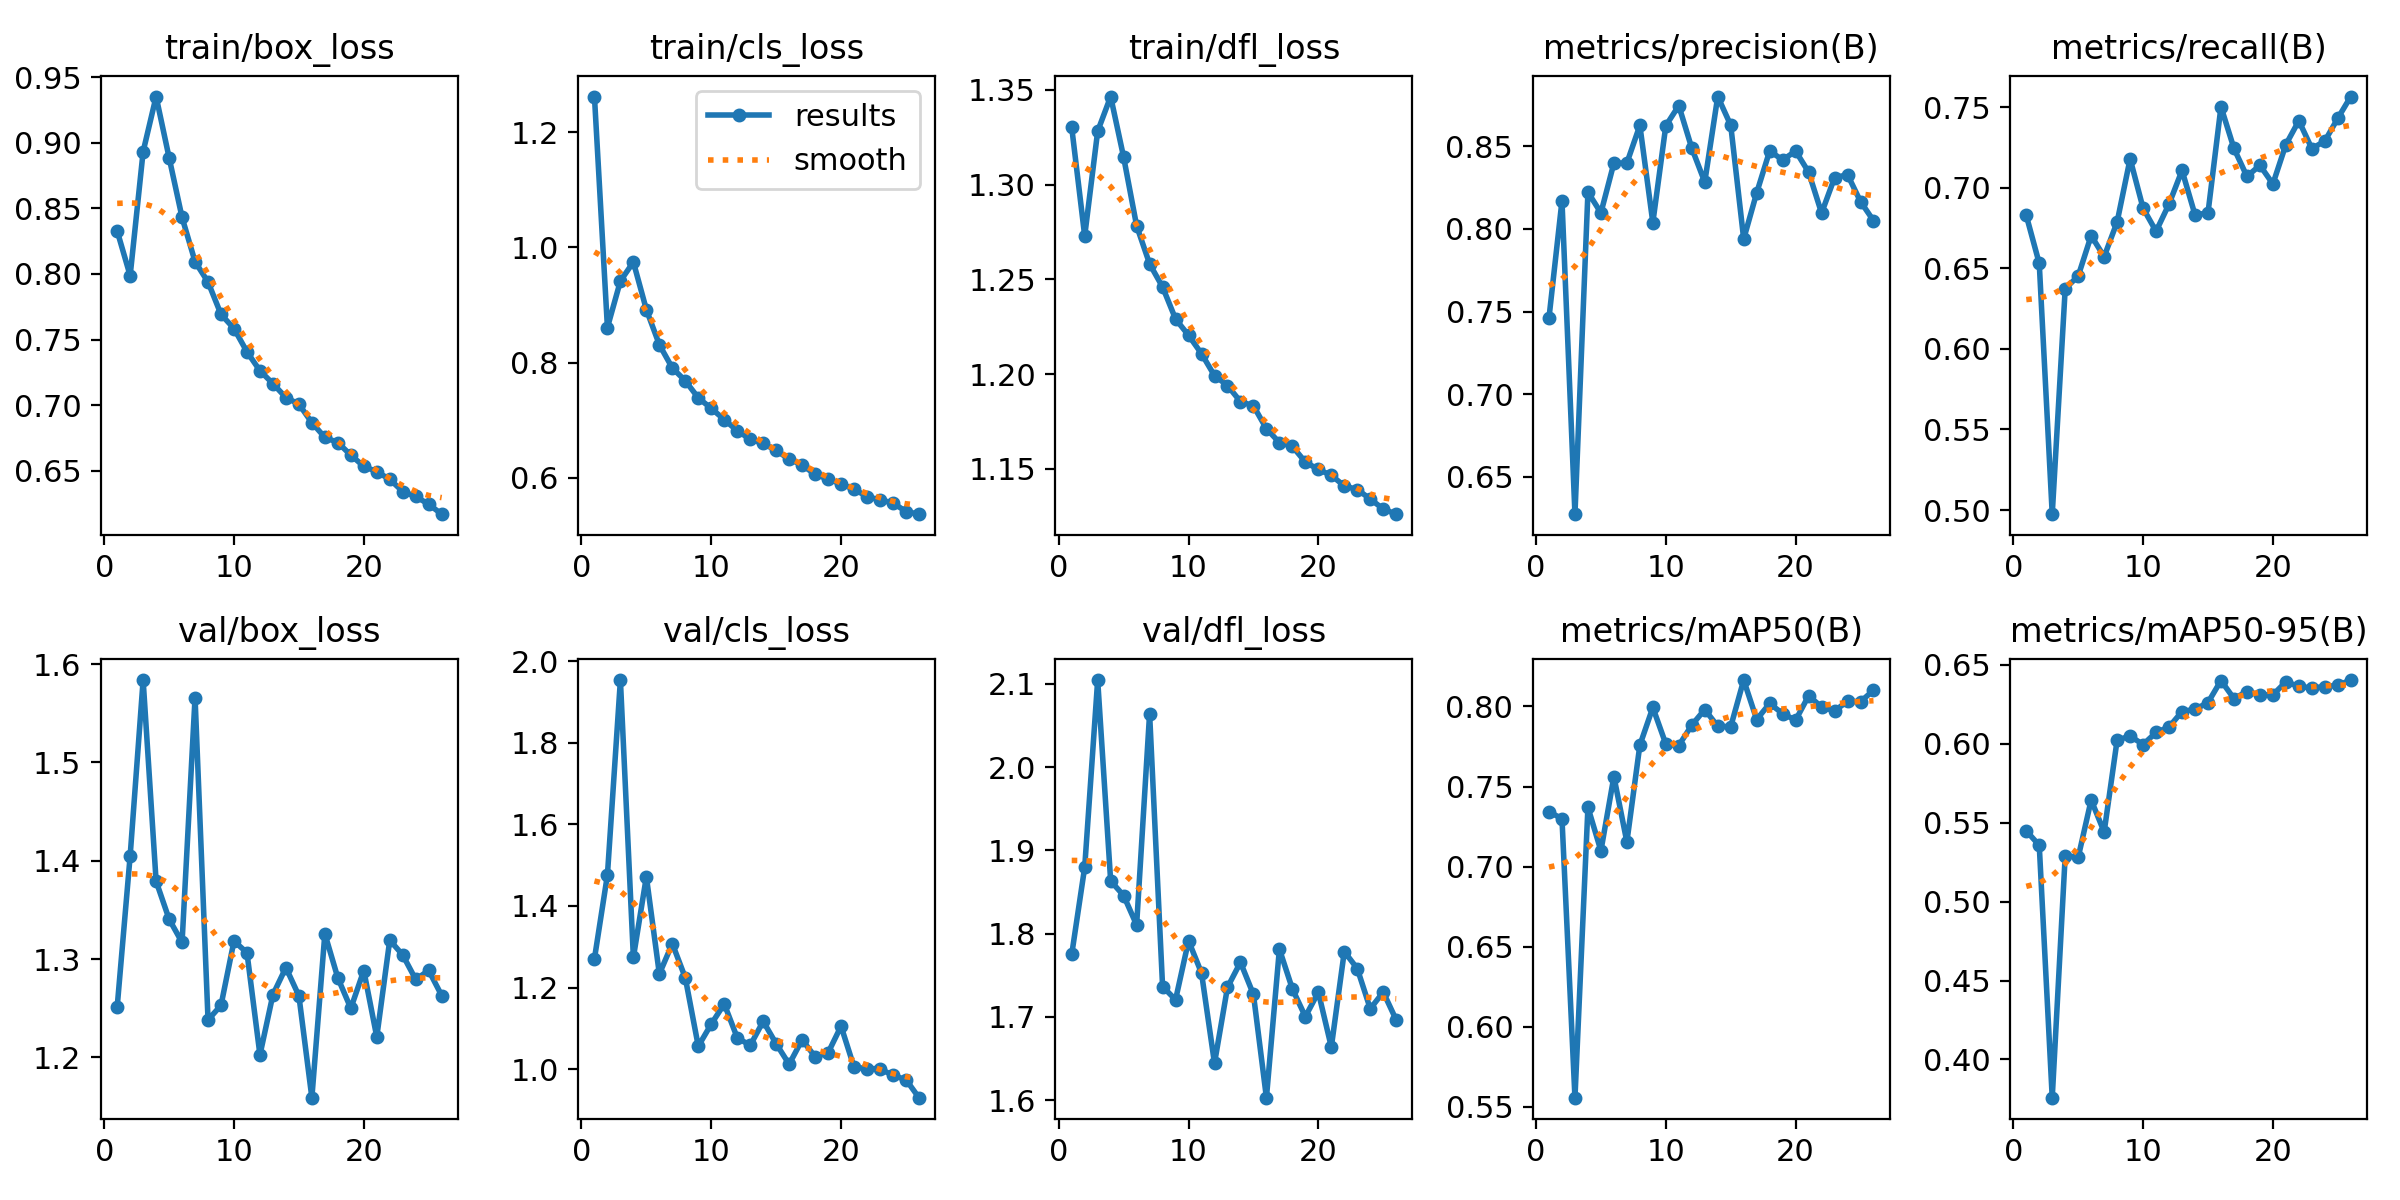 train/box_loss
0.95
0.90
0.85
0.80
0.75
0.70
0.65
0 10 20
train/cls_loss
results
smooth
1.2
1.0
0.8
0.6
0 10 20
train/dfl_loss
1.35
1.30
1.25
1.20
1.15
0 10 20
metrics/precision(B)
0.85
0.80
0.75
0.70
0.65
0 10 20
metrics/recall(B)
0.75
0.70
0.65
0.60
0.55
0.50
0 10 20
val/box_loss
1.6
1.5
1.4
1.3
1.2
0 10 20
val/cls_loss
2.0
1.8
1.6
1.4
1.2
1.0
0 10 20
val/dfl_loss
2.1
2.0
1.9
1.8
1.7
1.6
0 10 20
metrics/mAP50(B)
0.80
0.75
0.70
0.65
0.60
0.55
0 10 20
metrics/mAP50-95(B)
0.65
0.60
0.55
0.50
0.45
0.40
0 10 20